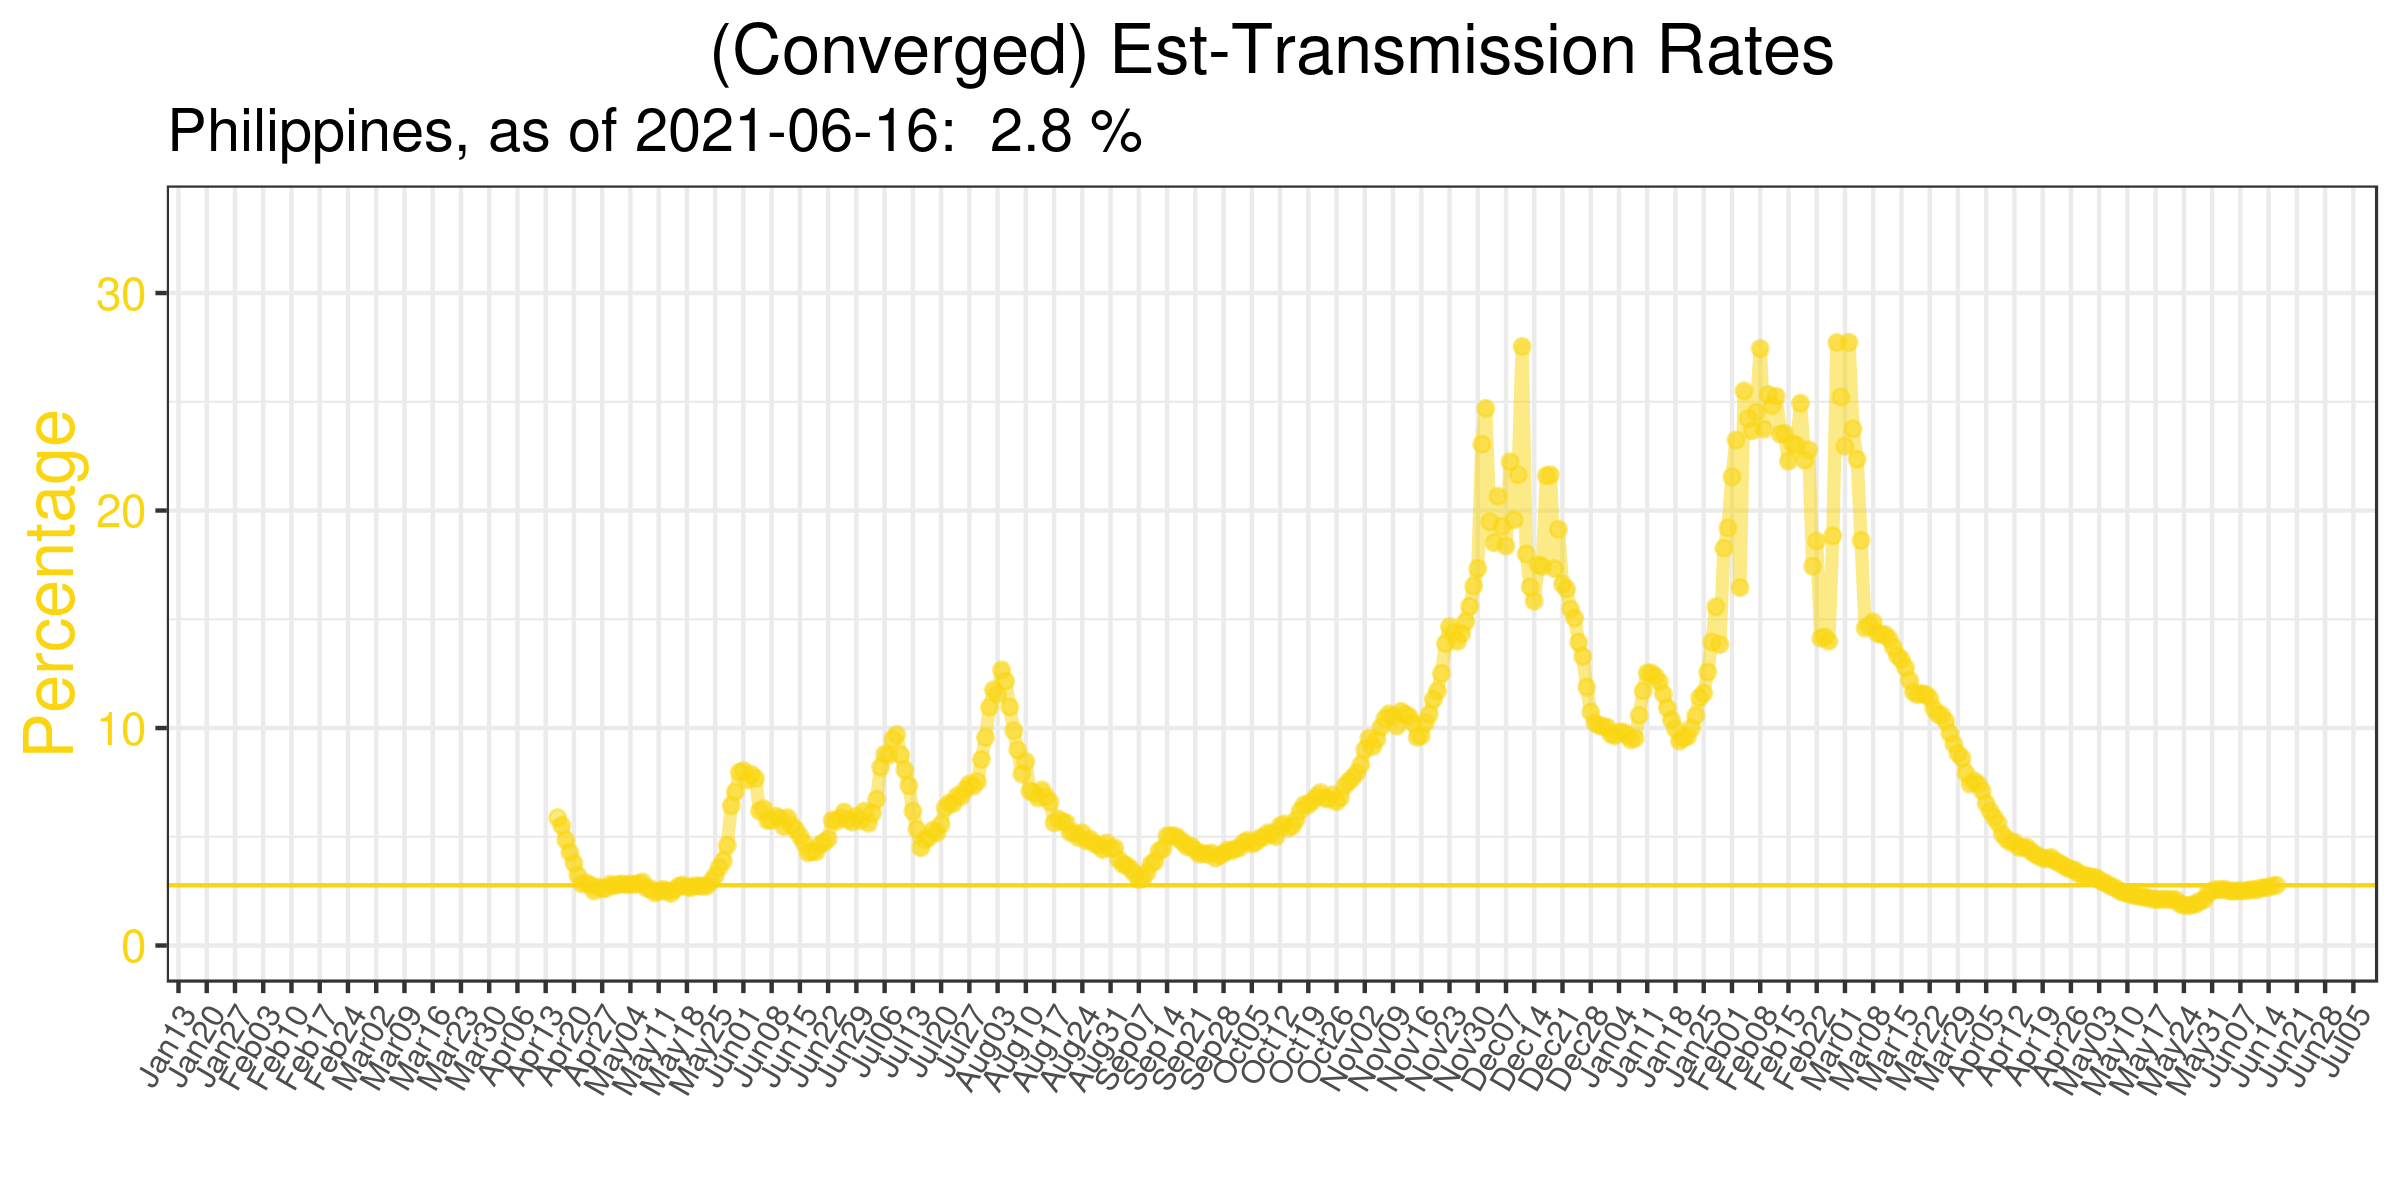 (Converged) Est-Transmission Rates
Philippines, as of 2021-06-16:  2.8 %
Percentage
30
20
10
0
Jan13
Jan20
Jan27
Feb03
Feb10
Feb17
Feb24
Mar02
Mar09
Mar16
Mar23
Mar30
Apr06
Apr13
Apr20
Apr27
May04
May11
May18
May25
Jun01
Jun08
Jun15
Jun22
Jun29
Jul06
Jul13
Jul20
Jul27
Aug03
Aug10
Aug17
Aug24
Aug31
Sep07
Sep14
Sep21
Sep28
Oct05
Oct12
Oct19
Oct26
Nov02
Nov09
Nov16
Nov23
Nov30
Dec07
Dec14
Dec21
Dec28
Jan04
Jan11
Jan18
Jan25
Feb01
Feb08
Feb15
Feb22
Mar01
Mar08
Mar15
Mar22
Mar29
Apr05
Apr12
Apr19
Apr26
May03
May10
May17
May24
May31
Jun07
Jun14
Jun21
Jun28
Jul05